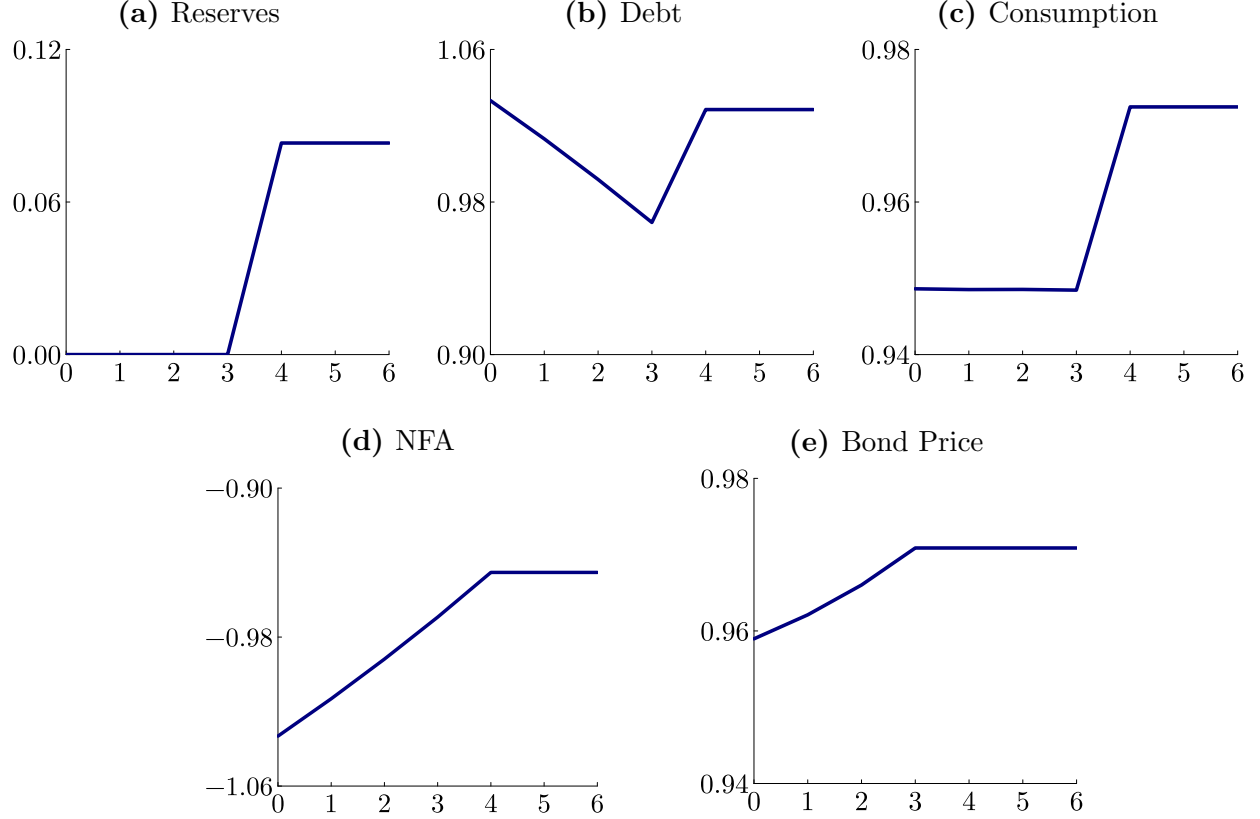 (a) Reserves
0.12
0.06
0.00
0 1 2 3 4 5 6
(b) Debt
1.06
0.98
0.90
0 1 2 3 4 5 6
(c) Consumption
0.98
0.96
0.94
0 1 2 3 4 5 6
(d) NFA
−0.90
−0.98
−1.06
0 1 2 3 4 5 6
(e) Bond Price
0.98
0.96
0.94
0 1 2 3 4 5 6